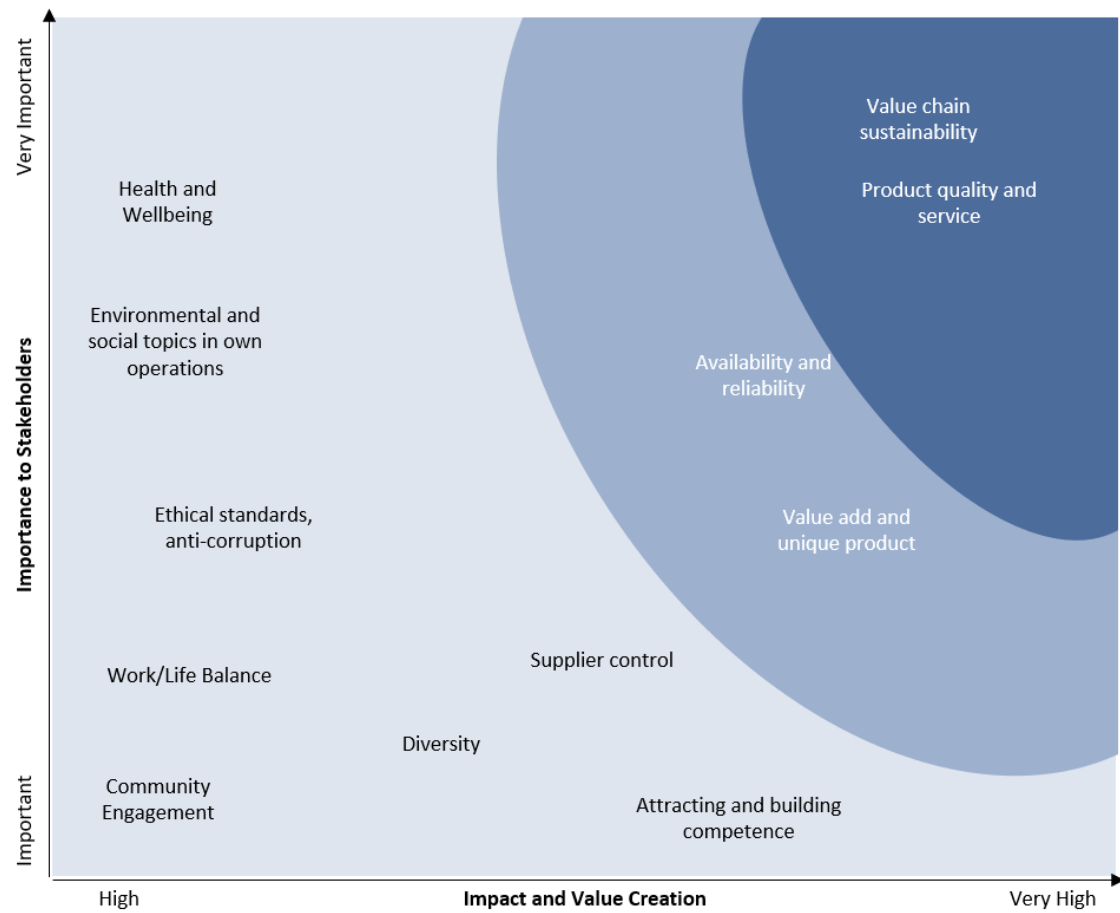 Very Important
Importance to Stakeholders
Important
Value chain
sustainability
Health and
Wellbeing
Product quality and
service
Environmental and
social topics in own
operations
Availability and
reliability
Ethical standards,
anti-corruption
Value add and
unique product
Supplier control
Work/Life Balance
Diversity
Community
Engagement
Attracting and building
competence
High
Impact and Value Creation
Very High